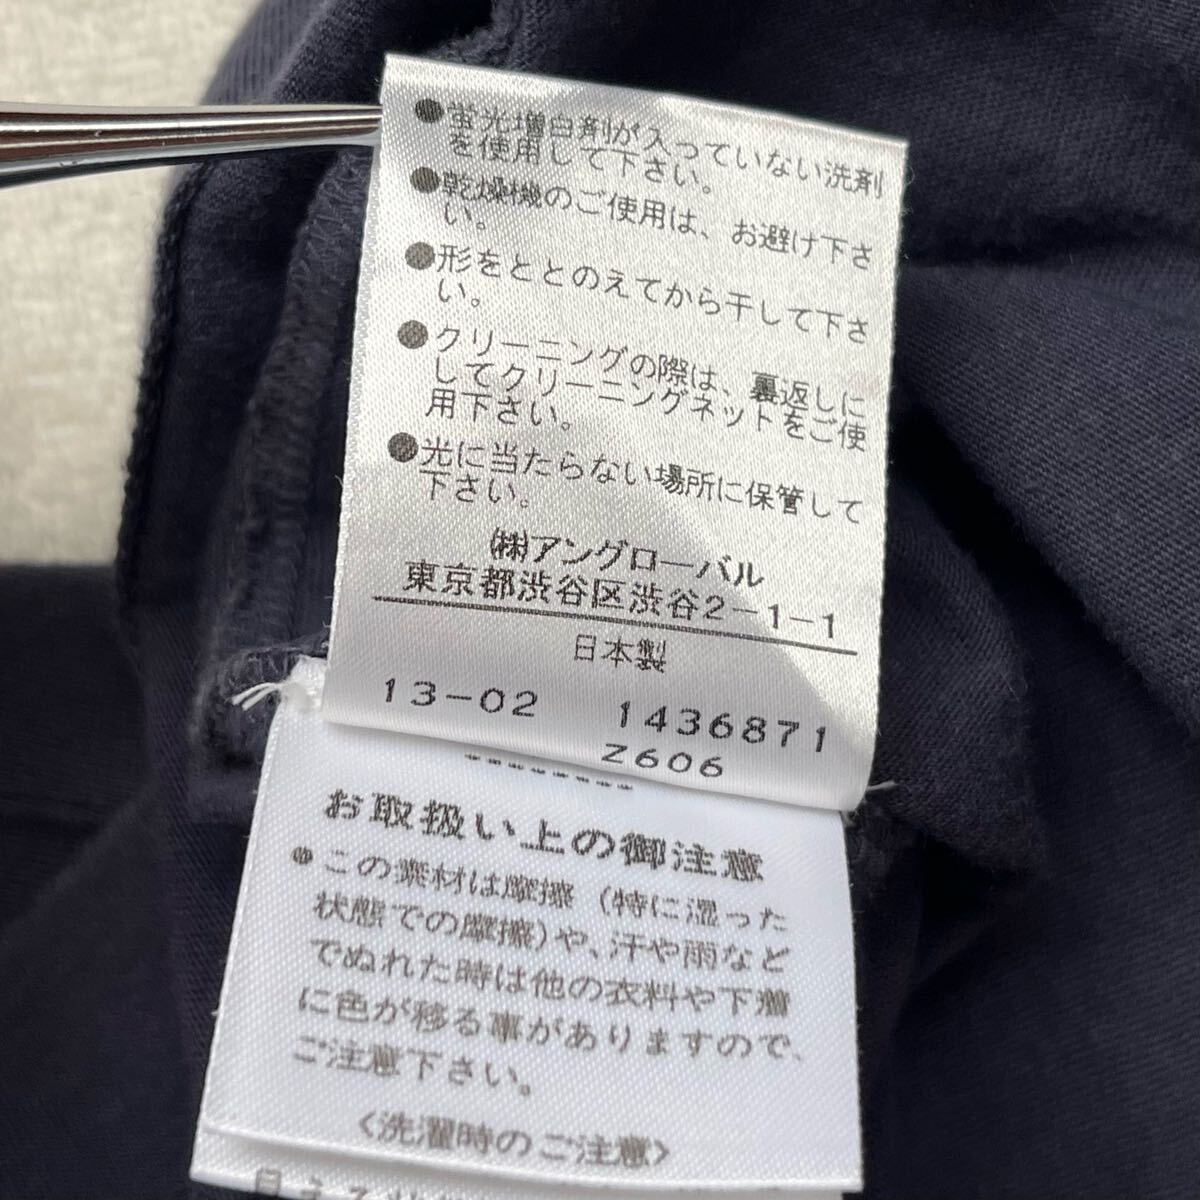 ●蛍光増白剤が入っていない洗剤
を使用して下さい。
●乾燥機のご使用は、お避け下さ
い。
●形をととのえてから干して下さ
い。
●クリーニングの際は、裏返しに
してクリーニングネットをご使
用下さい。
●光に当たらない場所に保管して
下さい。
㈱アングローバル
東京都渋谷区渋谷2-1-1
日本製
13-02 1436871
Z606
お取扱い上の御注意
●この素材は摩擦(特に湿った
状態での摩擦)や、汗や雨など
でぬれた時は他の衣料や下着
に色が移る事がありますので、
ご注意下さい。
<洗濯時のご注意>